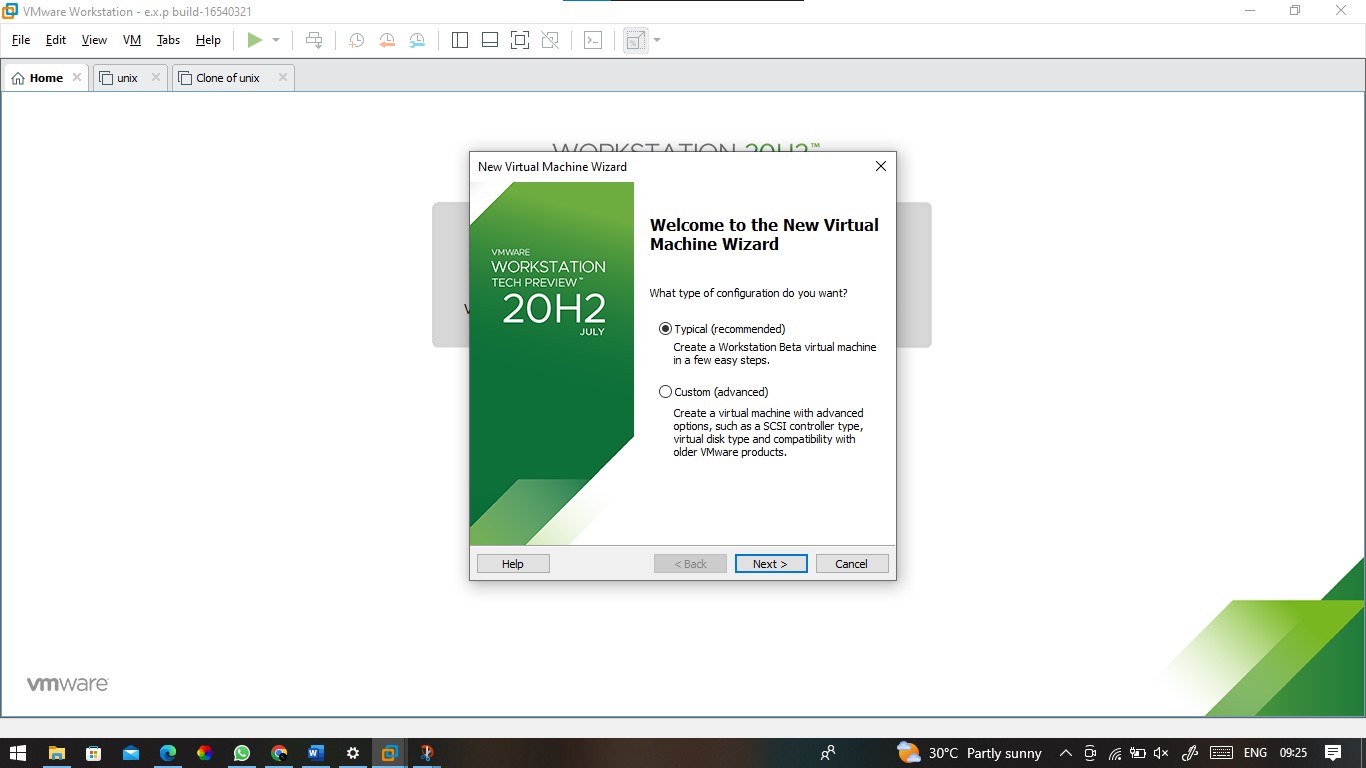 VMware Workstation - e.x.p build-16540321
File Edit View VM Tabs Help
Home unix Clone of unix
WORKSTATION 20H2™
New Virtual Machine Wizard
VMWARE
WORKSTATION
TECH PREVIEW™
20H2
JULY
Welcome to the New Virtual
Machine Wizard
What type of configuration do you want?
Typical (recommended)
Create a Workstation Beta virtual machine
in a few easy steps.
Custom (advanced)
Create a virtual machine with advanced
options, such as a SCSI controller type,
virtual disk type and compatibility with
older VMware products.
Help < Back Next > Cancel
vmware
30°C Partly sunny ENG 09:25